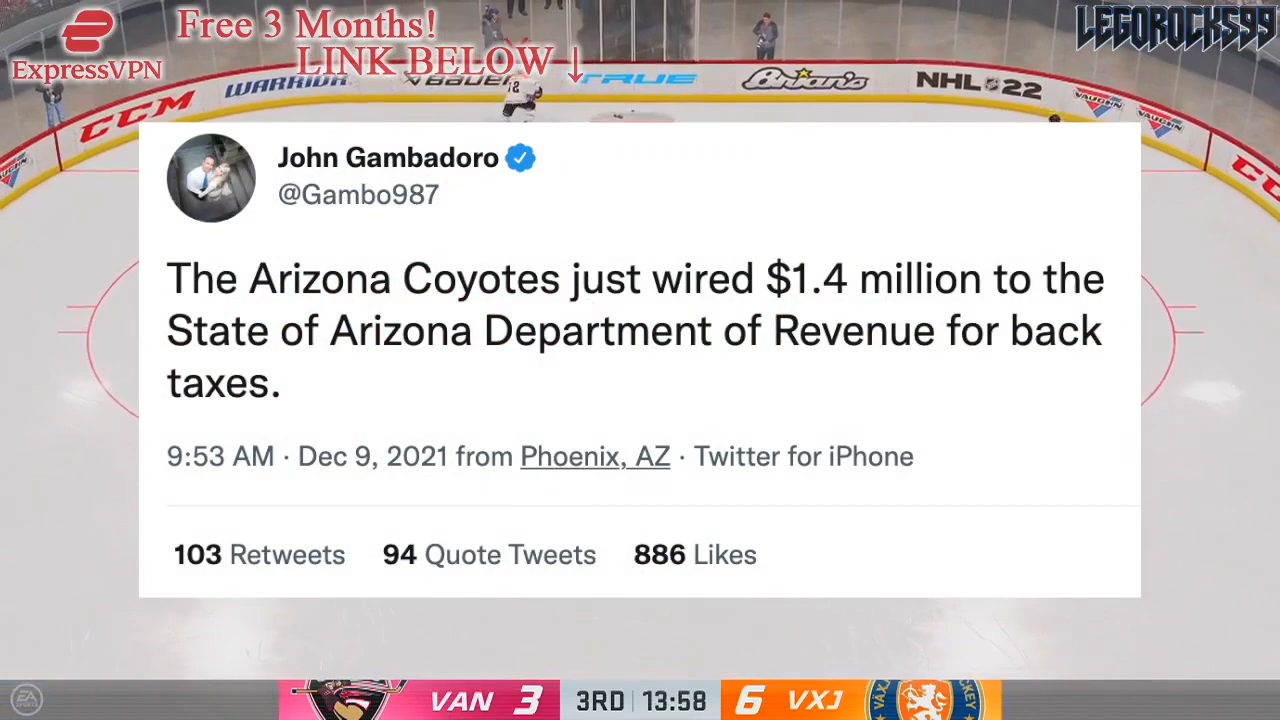 Free 3 Months!
LINK BELOW ↓
ExpressVPN
LEGOROCKS99
CCM
WARRIOR
BAUER
TRUE
Brian's
NHL 22
VAUGHN
VAUGHN
John Gambadoro
@Gambo987
The Arizona Coyotes just wired $1.4 million to the
State of Arizona Department of Revenue for back
taxes.
9:53 AM · Dec 9, 2021 from Phoenix, AZ · Twitter for iPhone
103 Retweets 94 Quote Tweets 886 Likes
EA
SPORTS
VAN 3 3RD 13:58 6 VXJ